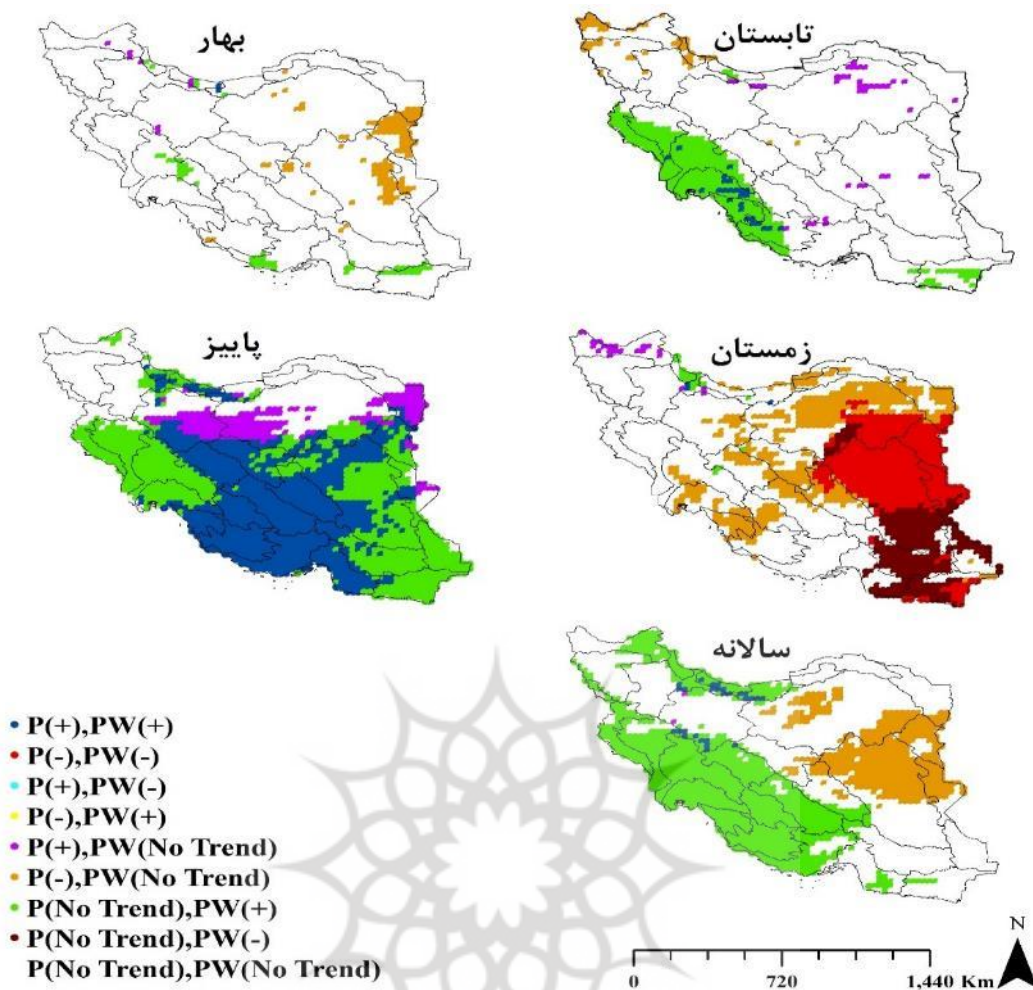 بهار
تابستان
پاییز
زمستان
سالانه
P(+),PW(+)
P(-),PW(-)
P(+),PW(-)
P(-),PW(+)
P(+),PW(No Trend)
P(-),PW(No Trend)
P(No Trend),PW(+)
P(No Trend),PW(-)
P(No Trend),PW(No Trend)
N
0 720 1,440 Km